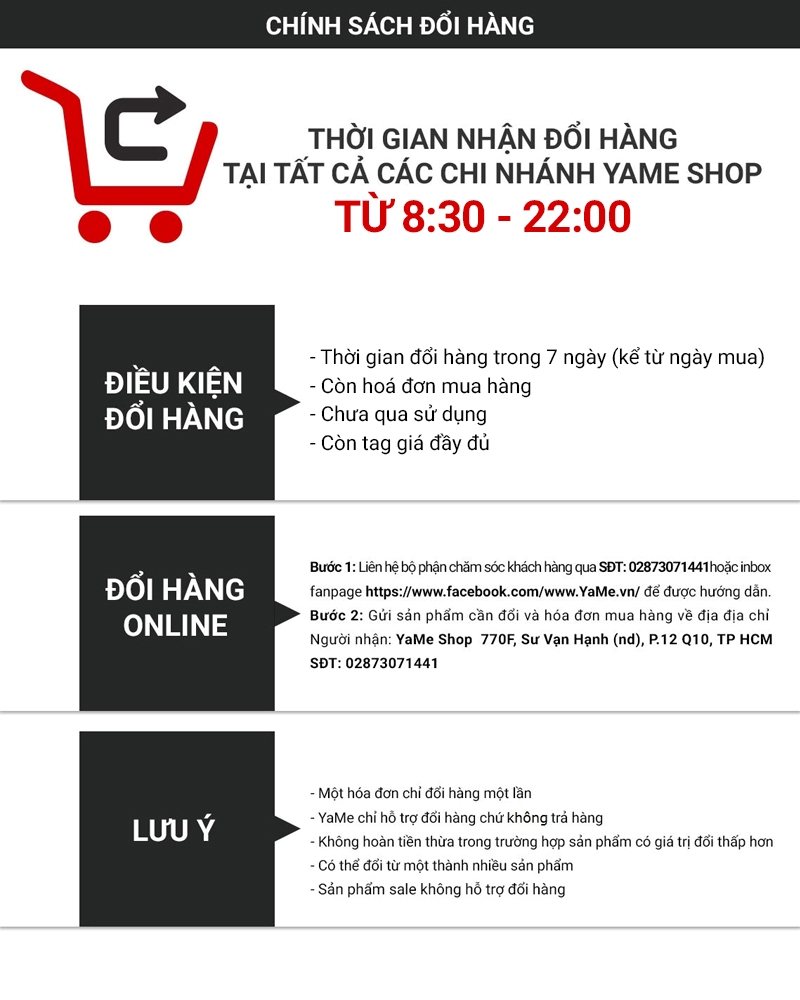 CHÍNH SÁCH ĐỔI HÀNG
THỜI GIAN NHẬN ĐỔI HÀNG
TẠI TẤT CẢ CÁC CHI NHÁNH YAME SHOP
TỪ 8:30 - 22:00
ĐIỀU KIỆN
ĐỔI HÀNG
- Thời gian đổi hàng trong 7 ngày (kể từ ngày mua)
- Còn hoá đơn mua hàng
- Chưa qua sử dụng
- Còn tag giá đầy đủ
ĐỔI HÀNG
ONLINE
Bước 1: Liên hệ bộ phận chăm sóc khách hàng qua SĐT: 02873071441hoặc inbox
fanpage https://www.facebook.com/www.YaMe.vn/ để được hướng dẫn.
Bước 2: Gửi sản phẩm cần đổi và hóa đơn mua hàng về địa địa chỉ
Người nhận: YaMe Shop 770F, Sư Vạn Hạnh (nd), P.12 Q10, TP HCM
SĐT: 02873071441
LƯU Ý
- Một hóa đơn chỉ đổi hàng một lần
- YaMe chỉ hỗ trợ đổi hàng chứ không trả hàng
- Không hoàn tiền thừa trong trường hợp sản phẩm có giá trị đổi thấp hơn
- Có thể đổi từ một thành nhiều sản phẩm
- Sản phẩm sale không hỗ trợ đổi hàng